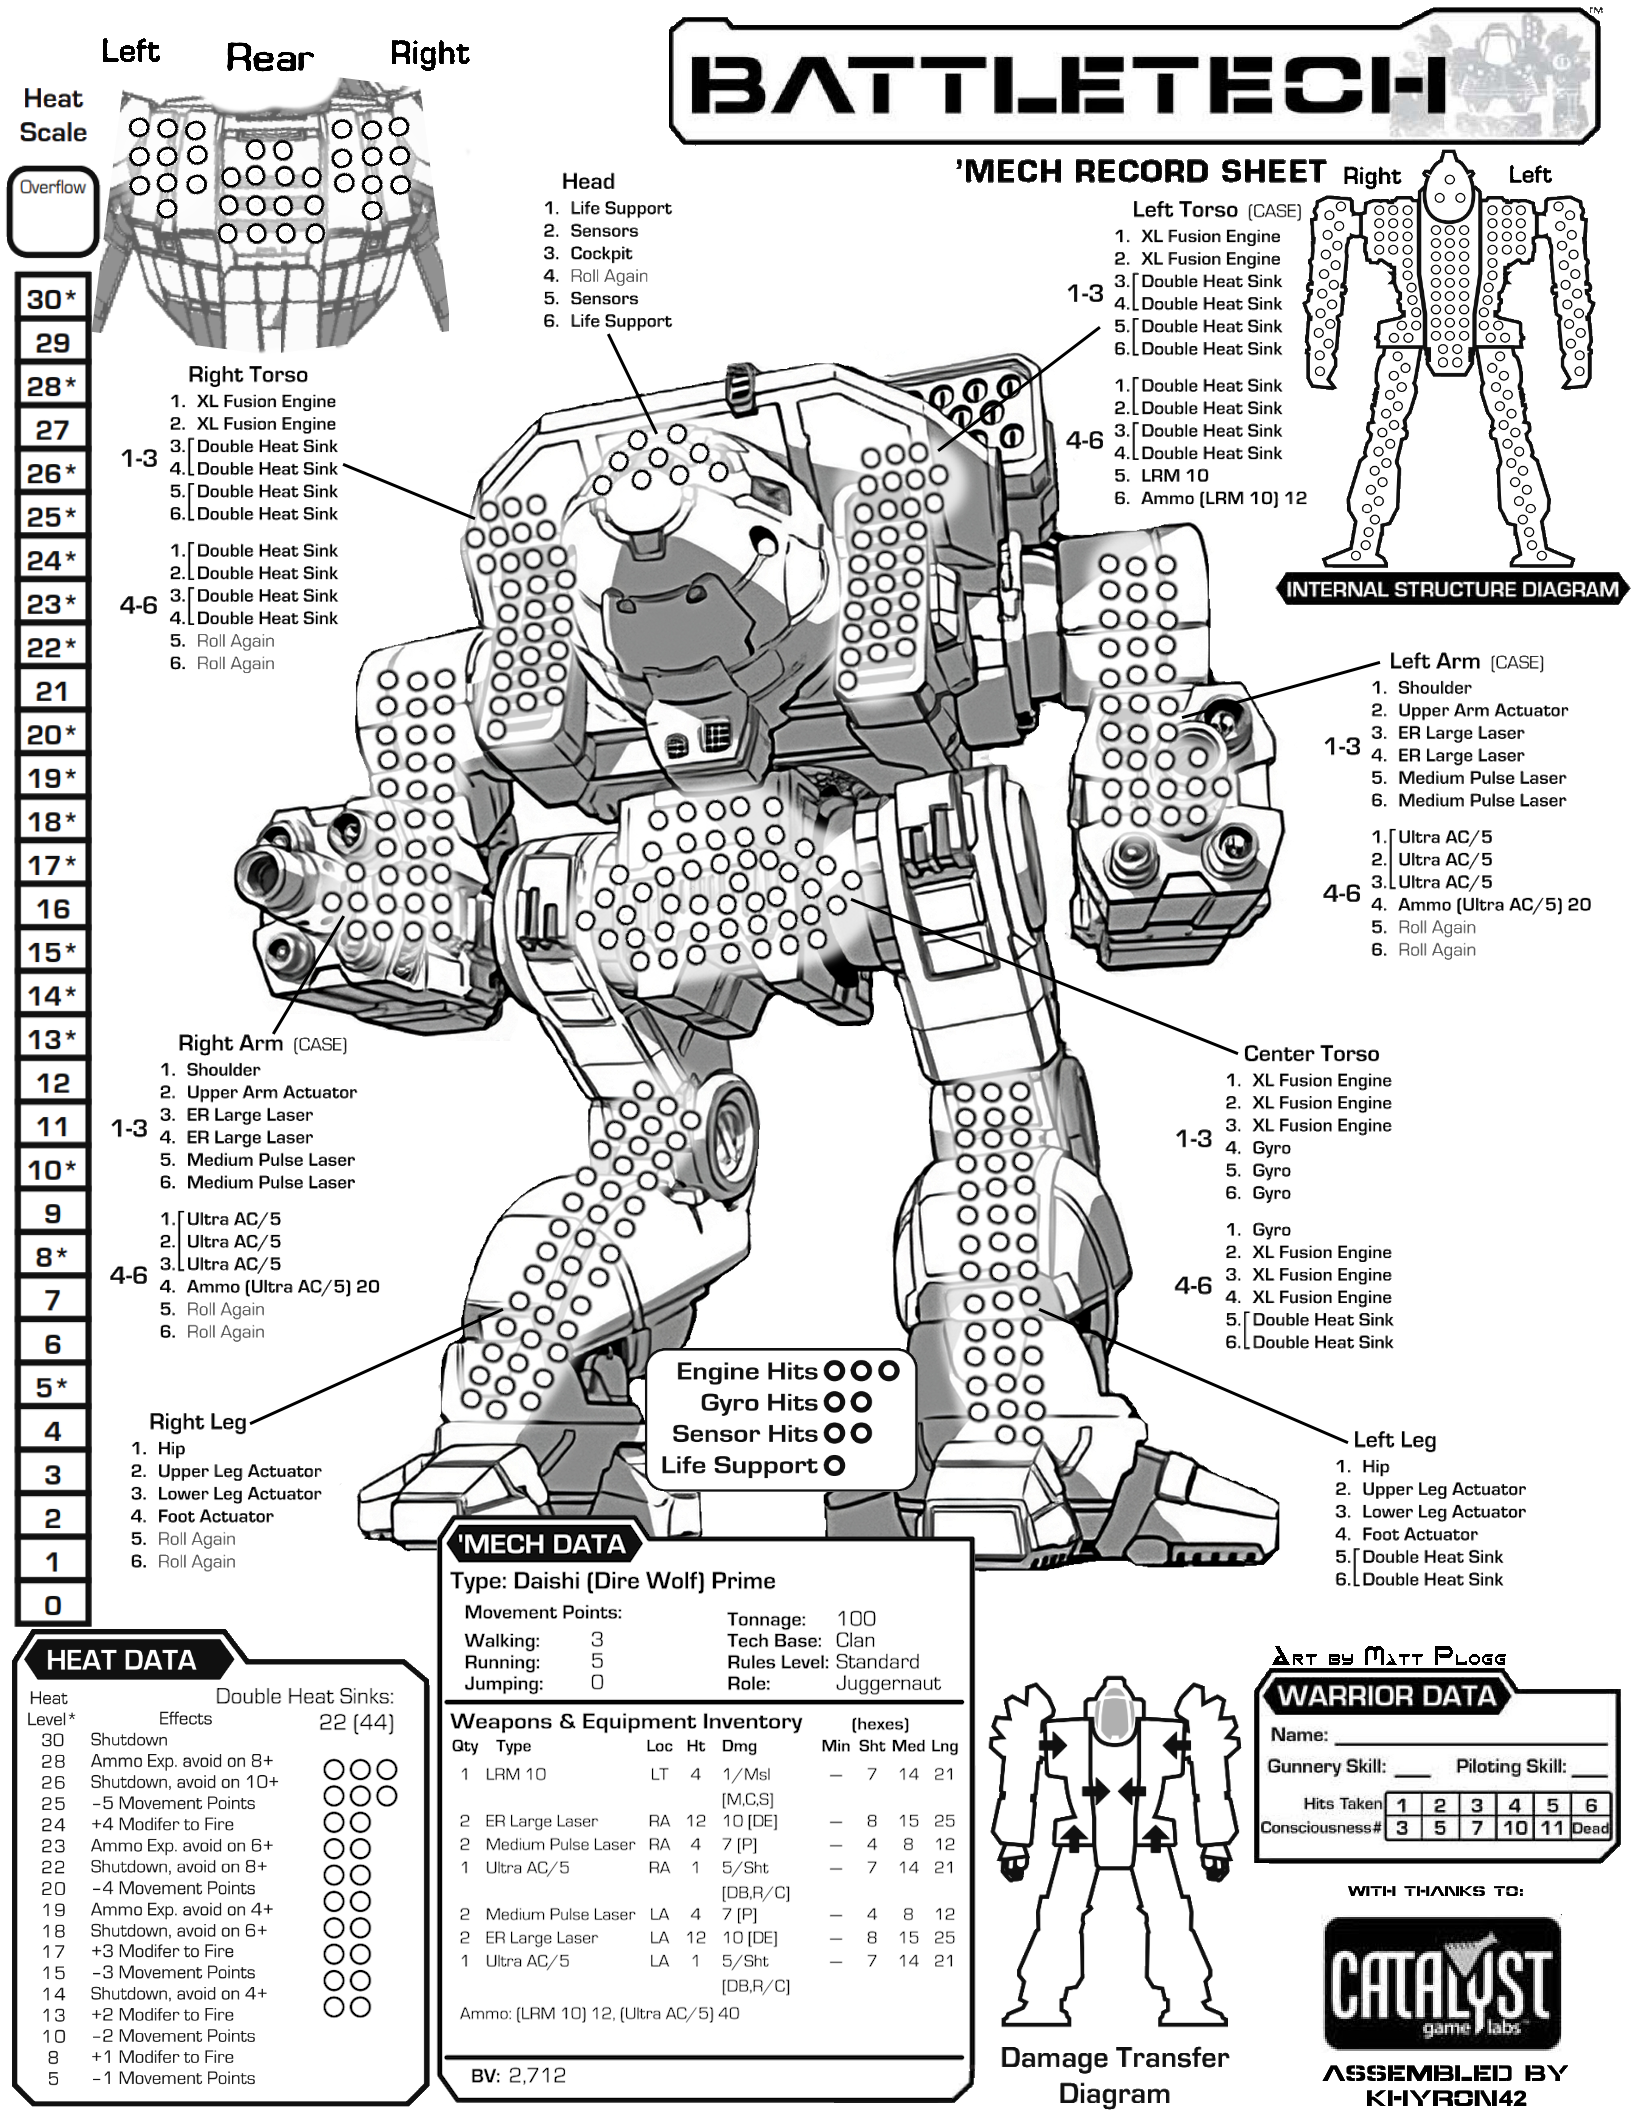 Left Rear Right
Heat
Scale
Overflow
30*
29
28*
27
26*
25*
24*
23*
22*
21
20*
19*
18*
17*
16
15*
14*
13*
12
11
10*
9
8*
7
6
5*
4
3
2
1
0
BATTLETECH
TM
'MECH RECORD SHEET
Head
1. Life Support
2. Sensors
3. Cockpit
4. Roll Again
5. Sensors
6. Life Support
Left Torso (CASE)
1-3
1. XL Fusion Engine
2. XL Fusion Engine
3. Double Heat Sink
4. Double Heat Sink
5. Double Heat Sink
6. Double Heat Sink
4-6
1. Double Heat Sink
2. Double Heat Sink
3. Double Heat Sink
4. Double Heat Sink
5. LRM 10
6. Ammo (LRM 10) 12
Right Left
INTERNAL STRUCTURE DIAGRAM
Right Torso
1-3
1. XL Fusion Engine
2. XL Fusion Engine
3. Double Heat Sink
4. Double Heat Sink
5. Double Heat Sink
6. Double Heat Sink
4-6
1. Double Heat Sink
2. Double Heat Sink
3. Double Heat Sink
4. Double Heat Sink
5. Roll Again
6. Roll Again
Left Arm (CASE)
1-3
1. Shoulder
2. Upper Arm Actuator
3. ER Large Laser
4. ER Large Laser
5. Medium Pulse Laser
6. Medium Pulse Laser
4-6
1. Ultra AC/5
2. Ultra AC/5
3. Ultra AC/5
4. Ammo (Ultra AC/5) 20
5. Roll Again
6. Roll Again
Right Arm (CASE)
1-3
1. Shoulder
2. Upper Arm Actuator
3. ER Large Laser
4. ER Large Laser
5. Medium Pulse Laser
6. Medium Pulse Laser
4-6
1. Ultra AC/5
2. Ultra AC/5
3. Ultra AC/5
4. Ammo (Ultra AC/5) 20
5. Roll Again
6. Roll Again
Center Torso
1-3
1. XL Fusion Engine
2. XL Fusion Engine
3. XL Fusion Engine
4. Gyro
5. Gyro
6. Gyro
4-6
1. Gyro
2. XL Fusion Engine
3. XL Fusion Engine
4. XL Fusion Engine
5. Double Heat Sink
6. Double Heat Sink
Engine Hits
Gyro Hits
Sensor Hits
Life Support
Right Leg
1. Hip
2. Upper Leg Actuator
3. Lower Leg Actuator
4. Foot Actuator
5. Roll Again
6. Roll Again
Left Leg
1. Hip
2. Upper Leg Actuator
3. Lower Leg Actuator
4. Foot Actuator
5. Double Heat Sink
6. Double Heat Sink
'MECH DATA
Type: Daishi (Dire Wolf) Prime
Movement Points:
Walking: 3
Running: 5
Jumping: 0
Tonnage: 100
Tech Base: Clan
Rules Level: Standard
Role: Juggernaut
Weapons & Equipment Inventory (hexes)
Qty Type Loc Ht Dmg Min Sht Med Lng
1 LRM 10 LT 4 1/Msl – 7 14 21
[M,C,S]
2 ER Large Laser RA 12 10 [DE] – 8 15 25
2 Medium Pulse Laser RA 4 7 [P] – 4 8 12
1 Ultra AC/5 RA 1 5/Sht – 7 14 21
[DB,R/C]
2 Medium Pulse Laser LA 4 7 [P] – 4 8 12
2 ER Large Laser LA 12 10 [DE] – 8 15 25
1 Ultra AC/5 LA 1 5/Sht – 7 14 21
[DB,R/C]
Ammo: (LRM 10) 12, (Ultra AC/5) 40
BV: 2,712
HEAT DATA
Heat Level* Effects
Double Heat Sinks:
22 (44)
30 Shutdown
28 Ammo Exp. avoid on 8+
26 Shutdown, avoid on 10+
25 -5 Movement Points
24 +4 Modifer to Fire
23 Ammo Exp. avoid on 6+
22 Shutdown, avoid on 8+
20 -4 Movement Points
19 Ammo Exp. avoid on 4+
18 Shutdown, avoid on 6+
17 +3 Modifer to Fire
15 -3 Movement Points
14 Shutdown, avoid on 4+
13 +2 Modifer to Fire
10 -2 Movement Points
8 +1 Modifer to Fire
5 -1 Movement Points
Damage Transfer
Diagram
Art by Matt Plogg
WARRIOR DATA
Name:
Gunnery Skill: Piloting Skill:
Hits Taken 1 2 3 4 5 6
Consciousness# 3 5 7 10 11 Dead
WITH THANKS TO:
CATALYST
game labs
ASSEMBLED BY
KHYRON42